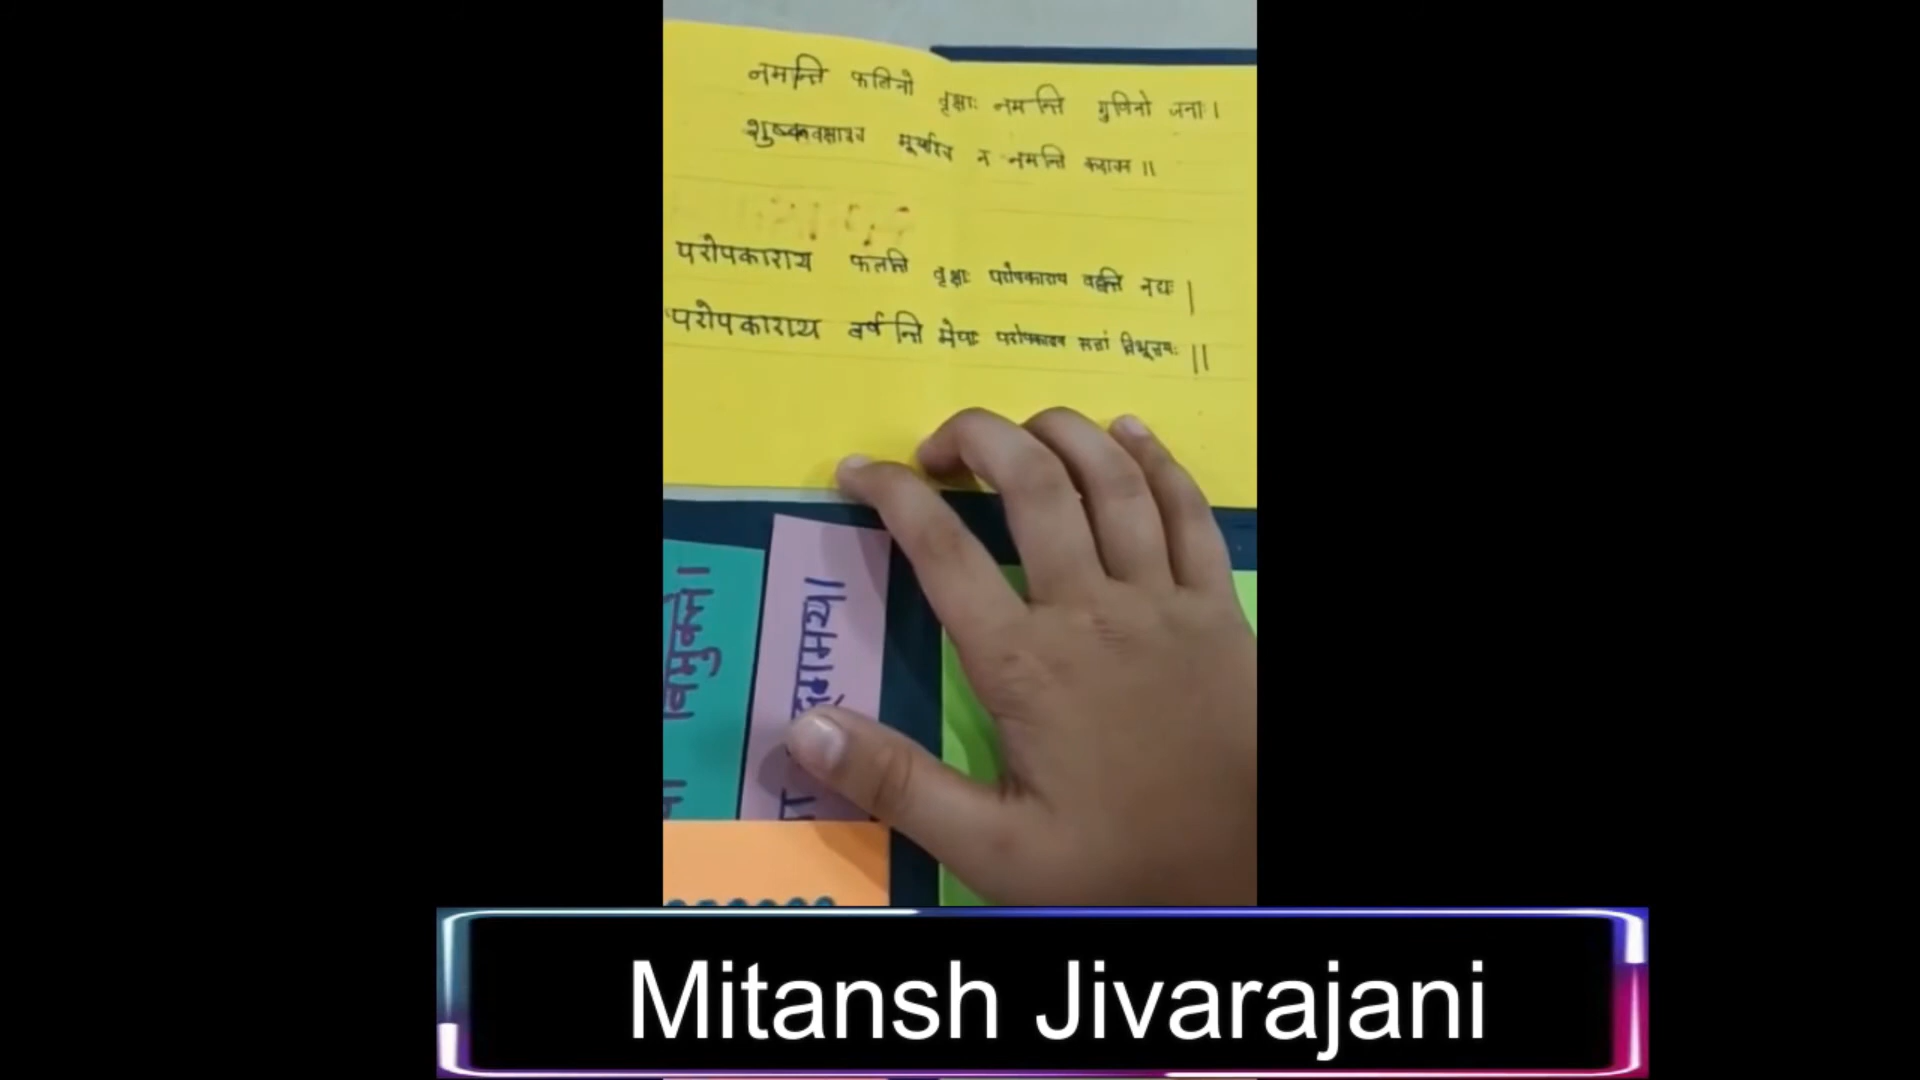 नमन्ति फलिनो वृक्षाः नमन्ति गुणिनो जनाः।
शुष्कवृक्षाश्च मूर्खाश्च न नमन्ति कदाचन॥
परोपकाराय फलन्ति वृक्षाः परोपकाराय वहन्ति नद्यः।
परोपकाराय वर्षन्ति मेघाः परोपकाराय सतां विभूतयः॥
Mitansh Jivarajani